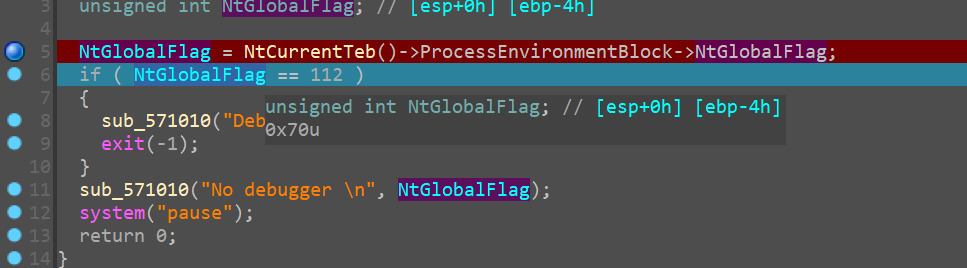 3 unsigned int NtGlobalFlag; // [esp+0h] [ebp-4h]
4
5 NtGlobalFlag = NtCurrentTeb()->ProcessEnvironmentBlock->NtGlobalFlag;
6 if ( NtGlobalFlag == 112 )
7 {
unsigned int NtGlobalFlag; // [esp+0h] [ebp-4h]
8 sub_571010("Deb
0x70u
9 exit(-1);
10 }
11 sub_571010("No debugger \n", NtGlobalFlag);
12 system("pause");
13 return 0;
14 }